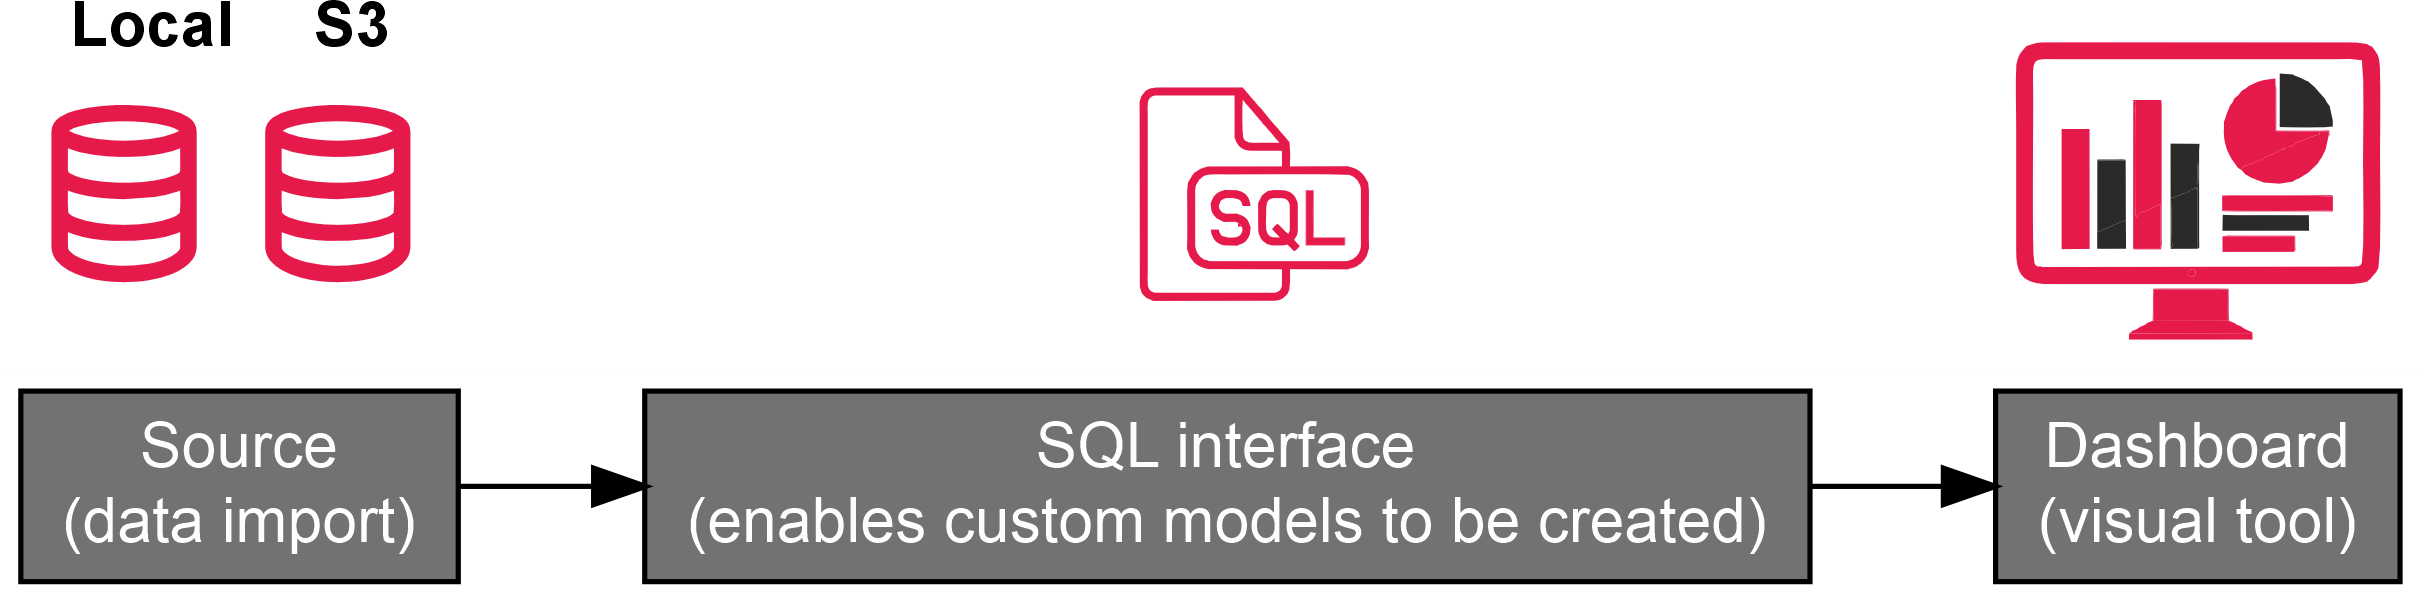 Local S3
SQL
Source
(data import)
SQL interface
(enables custom models to be created)
Dashboard
(visual tool)